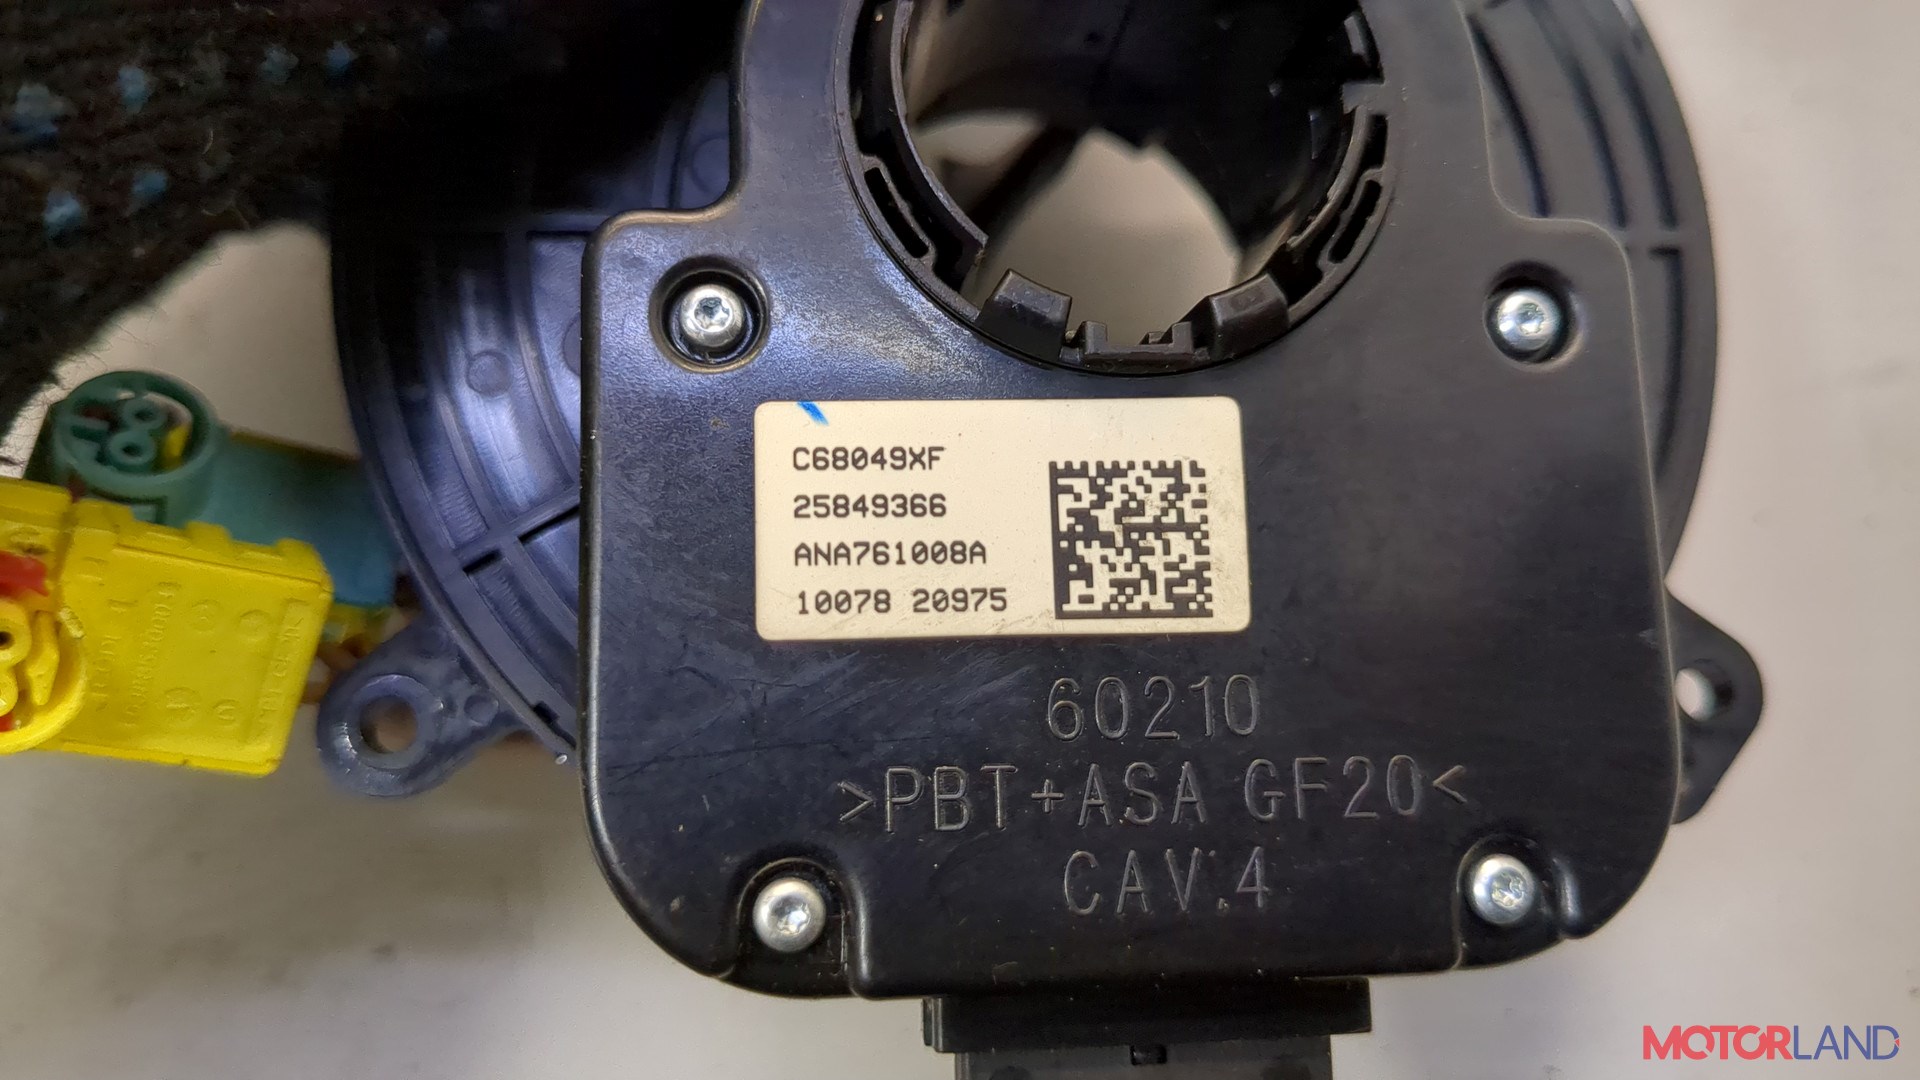 C68049XF
25849366
ANA761008A
10078 20975
60210
>PBT+ASA GF20<
CAV.4
MOTORLAND